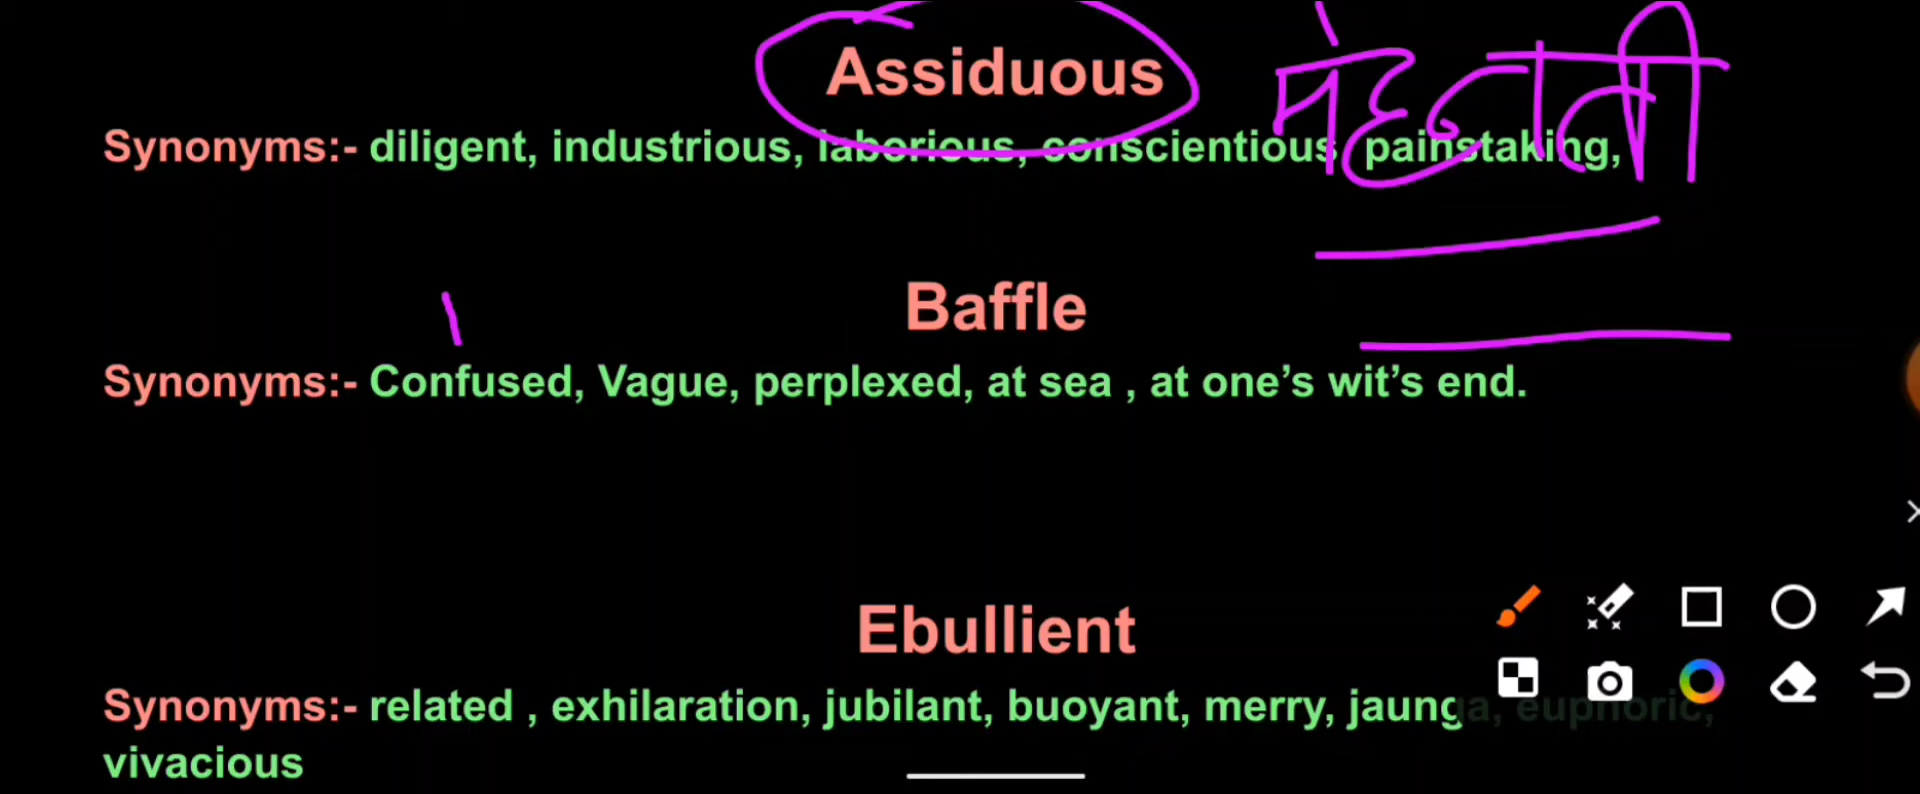 Assiduous मेहनती
Synonyms:- diligent, industrious, laborious, conscientious, painstaking,
Baffle
Synonyms:- Confused, Vague, perplexed, at sea , at one’s wit’s end.
Ebullient
Synonyms:- related , exhilaration, jubilant, buoyant, merry, jaunga, euphoric,
vivacious